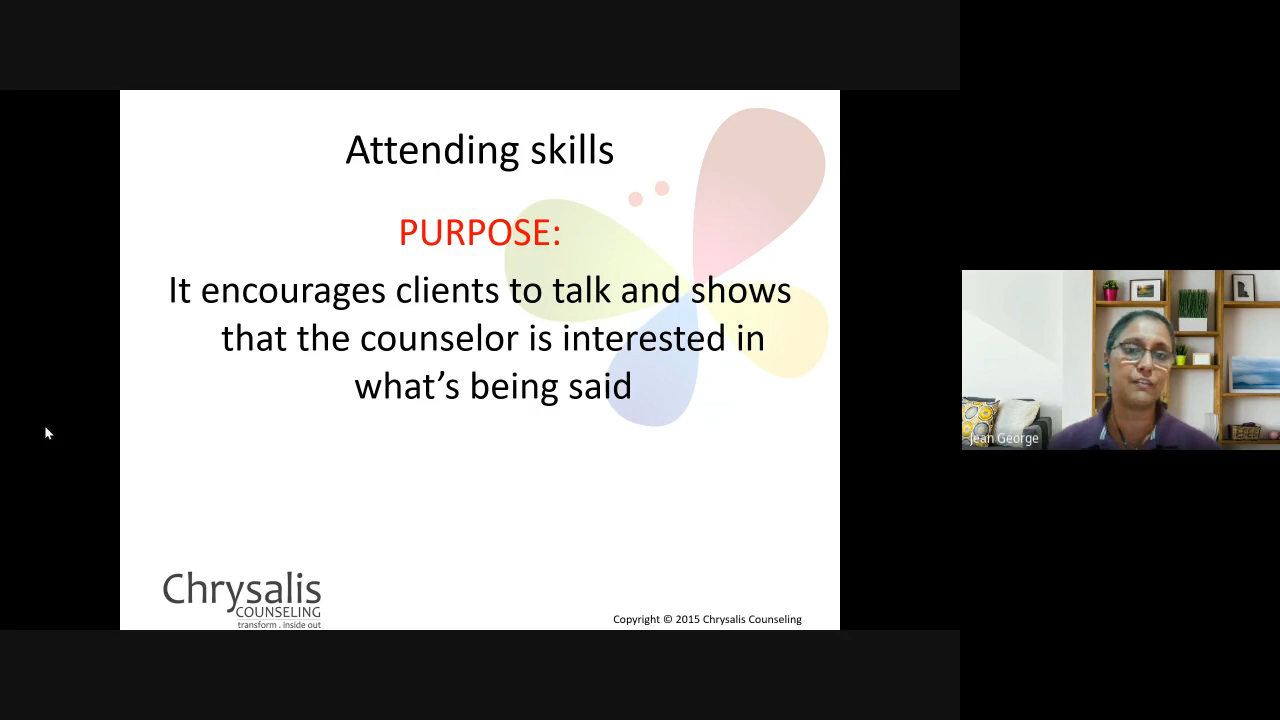 Attending skills
PURPOSE:
It encourages clients to talk and shows
that the counselor is interested in
what's being said
Chrysalis
COUNSELING
transform . inside out
Copyright © 2015 Chrysalis Counseling
Jean George